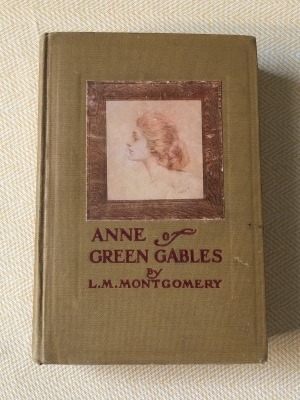 ANNE of
GREEN GABLES
by
L.M. MONTGOMERY